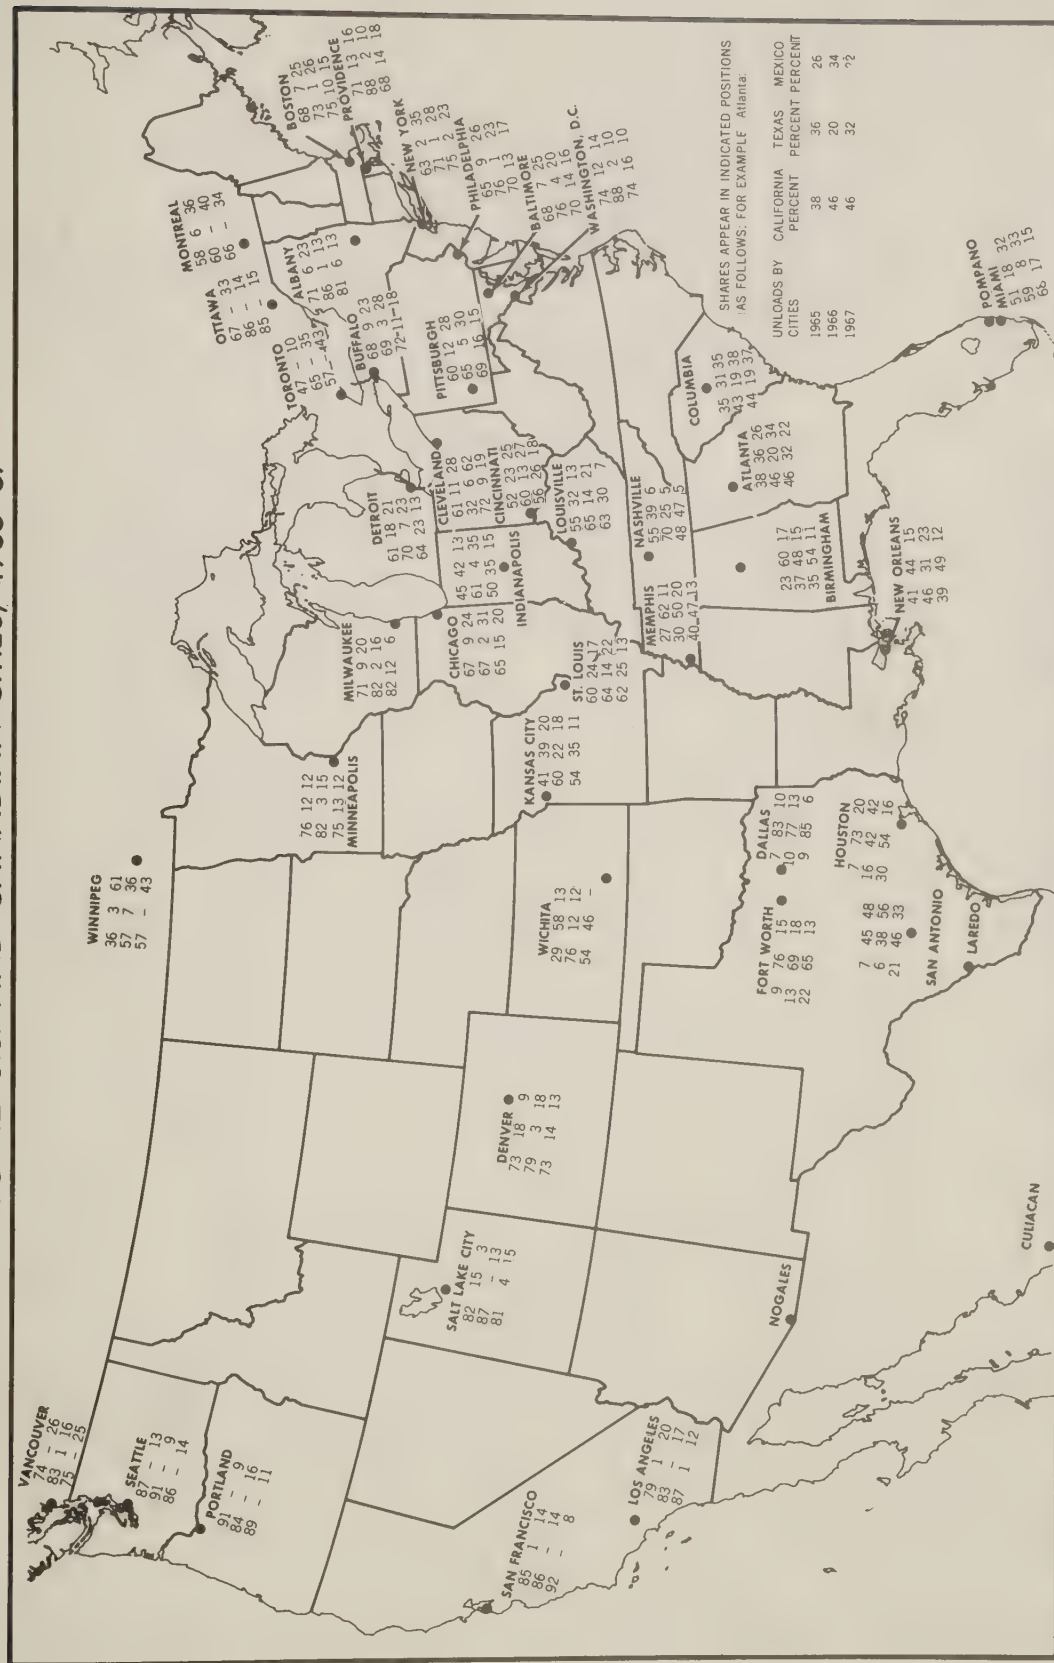 VANCOUVER
74 - 26
83 1 16
75 - 25
SEATTLE
87 - 13
91 - 9
86 - 14
PORTLAND
91 - 9
84 - 16
89 - 11
SAN FRANCISCO
85 1 14
86 - 14
92 - 8
LOS ANGELES
79 1 20
83 - 17
87 1 12
SALT LAKE CITY
82 15 3
87 - 13
81 4 15
NOGALES
CULIACAN
DENVER
73 18 9
79 3 18
73 14 13
WINNIPEG
36 3 61
57 7 36
57 - 43
WICHITA
29 58 13
76 12 12
54 46 -
FORT WORTH
9 76 15
13 69 18
22 65 13
DALLAS
7 83 10
10 77 13
9 85 6
7 45 48
6 38 56
21 46 33
SAN ANTONIO
LAREDO
HOUSTON
7 73 20
16 42 42
30 54 16
76 12 12
82 3 15
75 13 12
MINNEAPOLIS
KANSAS CITY
41 39 20
60 22 18
54 35 11
MILWAUKEE
71 9 20
82 2 16
82 12 6
CHICAGO
67 9 24
67 2 31
65 15 20
ST. LOUIS
60 24 17
64 14 22
62 25 13
MEMPHIS
27 62 11
30 50 20
40 47 13
NEW ORLEANS
41 44 15
46 31 23
39 49 12
DETROIT
61 18 21
70 7 23
64 23 13
45 42 13
61 4 35
50 35 15
INDIANAPOLIS
CLEVELAND
61 11 28
32 6 62
72 9 19
CINCINNATI
52 23 25
60 13 27
56 26 18
LOUISVILLE
55 32 13
65 14 21
63 30 7
NASHVILLE
55 39 6
70 25 5
48 47 5
23 60 17
37 48 15
35 54 11
BIRMINGHAM
ATLANTA
38 36 26
46 20 34
46 32 22
COLUMBIA
35 31 35
43 19 38
44 19 37
TORONTO
47 - 10
65 - 35
57 - 43
OTTAWA
67 - 33
86 - 14
85 - 15
MONTREAL
58 6 36
60 - 40
66 - 34
BUFFALO
68 9 23
69 3 28
72-11-18
ALBANY
71 6 23
86 1 13
81 6 13
PITTSBURGH
60 12 28
65 5 30
69 16 15
BOSTON
68 7 25
73 1 26
75 10 15
PROVIDENCE
71 13 16
88 2 10
68 14 18
NEW YORK
63 2 35
71 1 28
75 2 23
PHILADELPHIA
65 9 26
76 1 23
70 13 17
BALTIMORE
68 7 25
76 4 20
70 14 16
WASHINGTON, D.C.
74 12 14
88 2 10
74 16 10
POMPANO
MIAMI
51 18 32
59 8 33
68 17 15
SHARES APPEAR IN INDICATED POSITIONS
AS FOLLOWS: FOR EXAMPLE Atlanta:
UNLOADS BY CALIFORNIA TEXAS MEXICO
CITIES PERCENT PERCENT PERCENT
1965 38 36 26
1966 46 20 34
1967 46 32 22